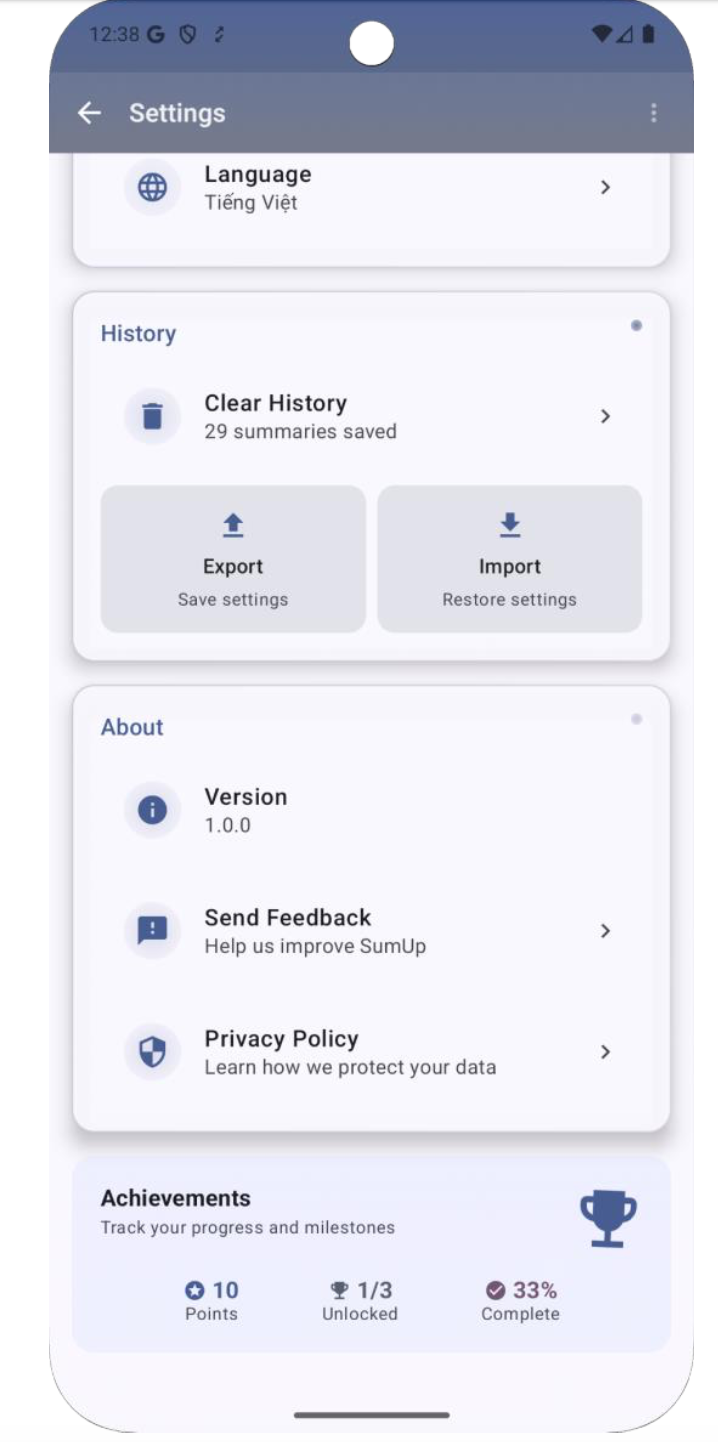 12:38 G
Settings
Language
Tiếng Việt
History
Clear History
29 summaries saved
Export
Import
Save settings
Restore settings
About
Version
1.0.0
Send Feedback
Help us improve SumUp
Privacy Policy
Learn how we protect your data
Achievements
Track your progress and milestones
10
1/3
33%
Points
Unlocked
Complete